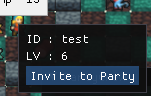 ID : test
LV : 6
Invite to Party